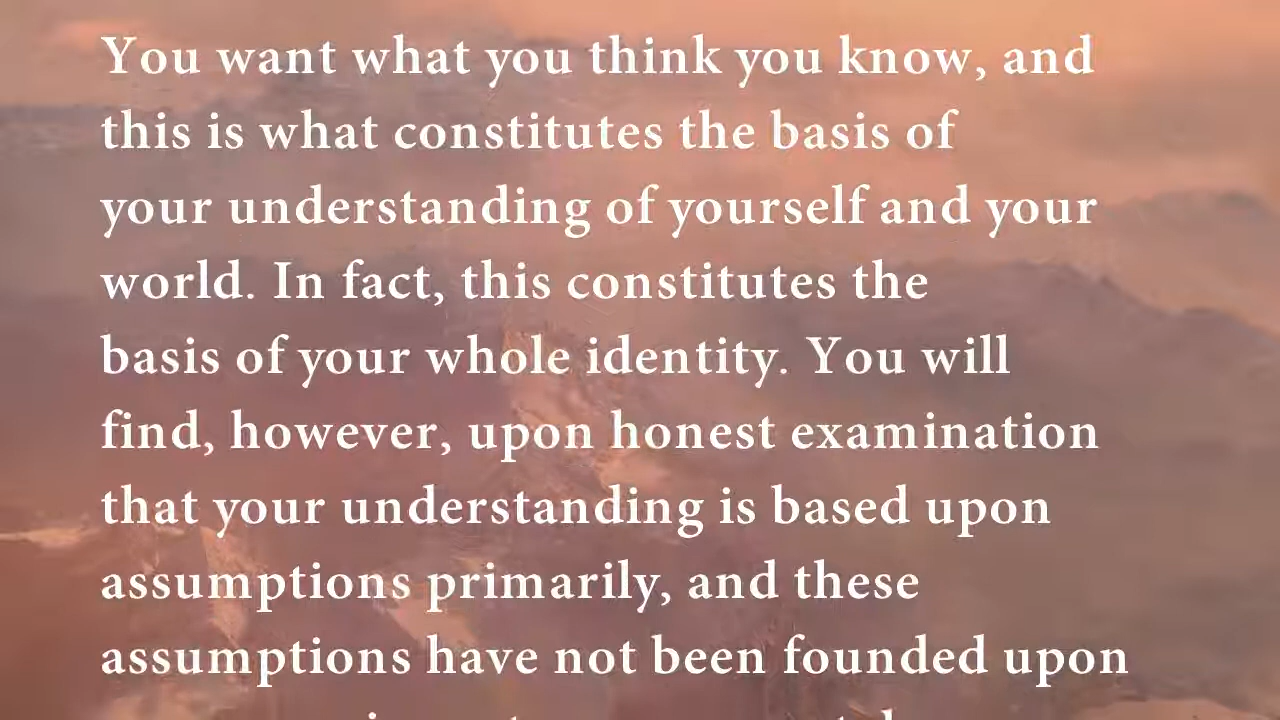 You want what you think you know, and
this is what constitutes the basis of
your understanding of yourself and your
world. In fact, this constitutes the
basis of your whole identity. You will
find, however, upon honest examination
that your understanding is based upon
assumptions primarily, and these
assumptions have not been founded upon